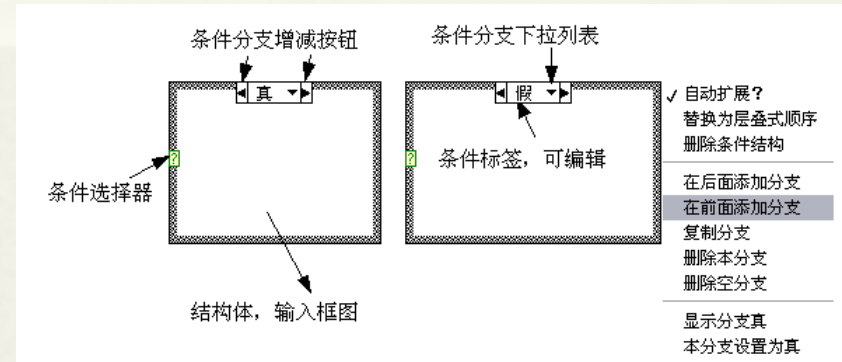 条件分支增减按钮
条件分支下拉列表
真
假
自动扩展?
替换为层叠式顺序
删除条件结构
?
?
条件标签，可编辑
条件选择器
在后面添加分支
在前面添加分支
复制分支
删除本分支
删除空分支
结构体，输入框图
显示分支真
本分支设置为真